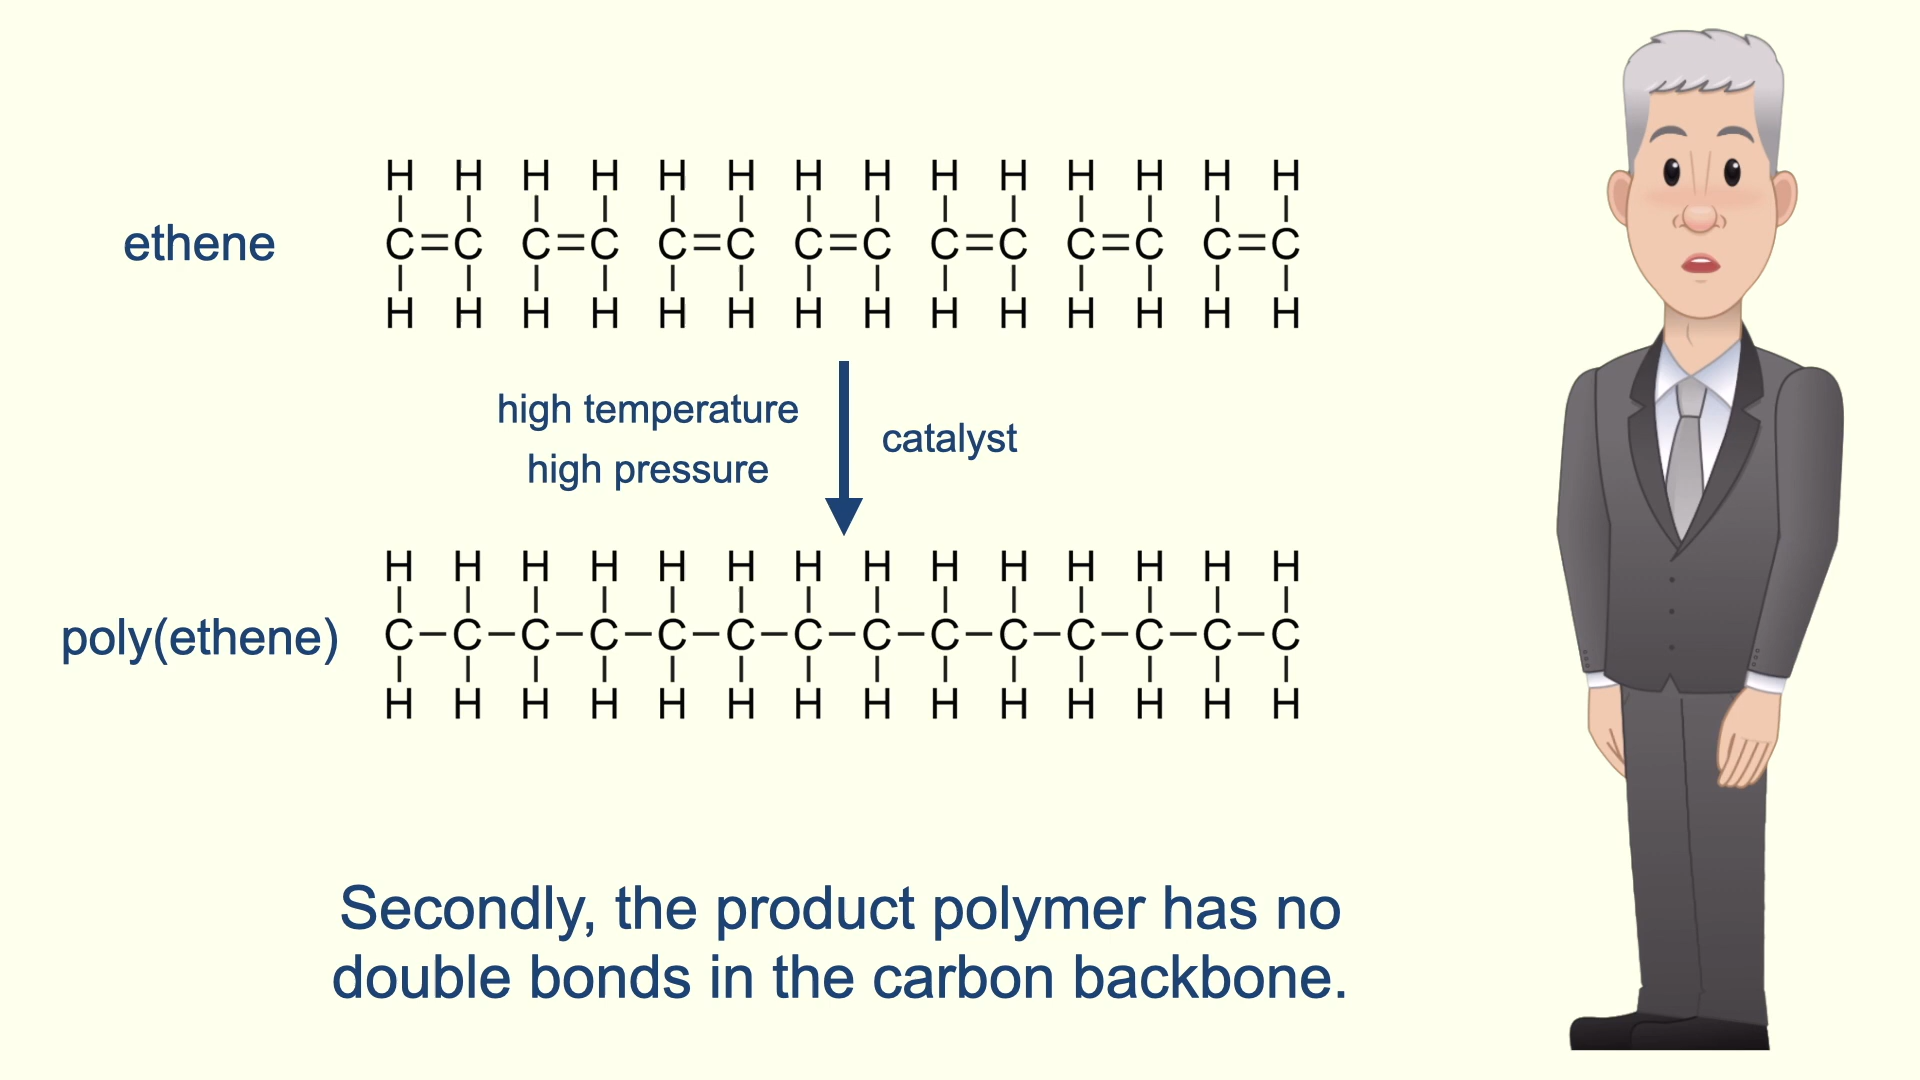 H H H H H H H H H H H H H H
ethene C=C C=C C=C C=C C=C C=C C=C
H H H H H H H H H H H H H H
high temperature
catalyst
high pressure
H H H H H H H H H H H H H H
poly(ethene) C–C–C–C–C–C–C–C–C–C–C–C–C–C
H H H H H H H H H H H H H H
Secondly, the product polymer has no
double bonds in the carbon backbone.